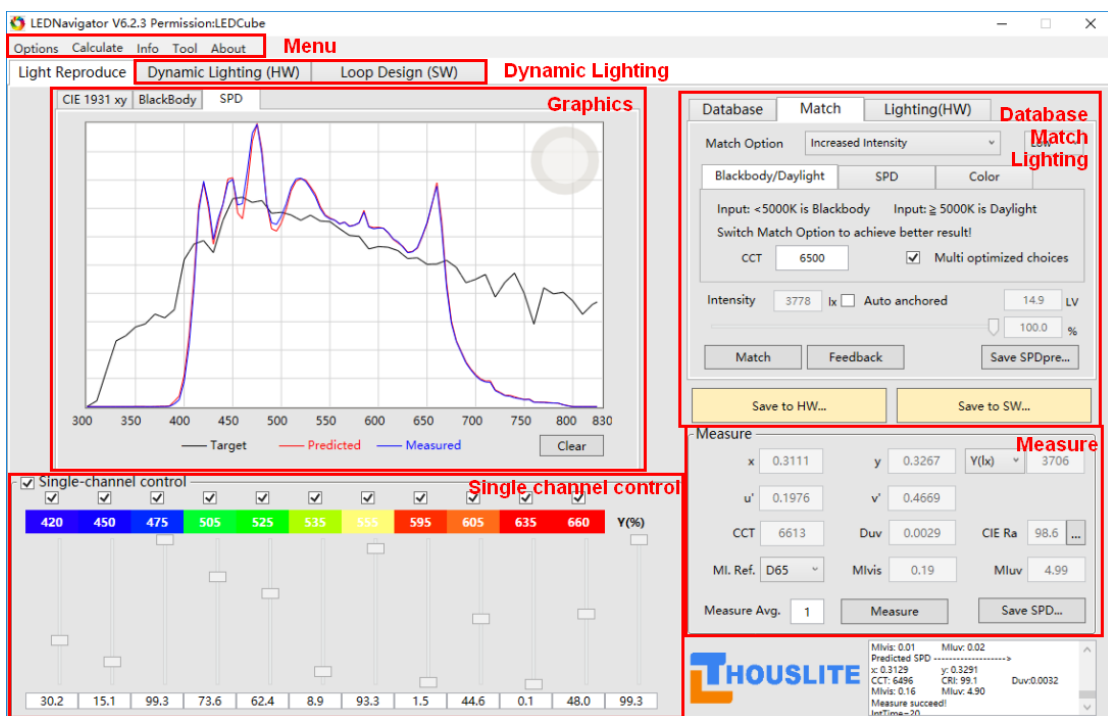 LEDNavigator V6.2.3 Permission:LEDCube
Options Calculate Info Tool About Menu
Light Reproduce Dynamic Lighting (HW) Loop Design (SW) Dynamic Lighting
CIE 1931 xy BlackBody SPD Graphics
300 350 400 450 500 550 600 650 700 750 800 830
Target Predicted Measured Clear
Database Match Lighting(HW) Database
Match
Lighting
Match Option Increased Intensity Low
Blackbody/Daylight SPD Color
Input: <5000K is Blackbody Input: ≧ 5000K is Daylight
Switch Match Option to achieve better result!
CCT 6500 Multi optimized choices
Intensity 3778 lx Auto anchored 14.9 LV
100.0 %
Match Feedback Save SPDpre...
Save to HW... Save to SW...
Measure Measure
x 0.3111 y 0.3267 Y(lx) 3706
u' 0.1976 v' 0.4669
CCT 6613 Duv 0.0029 CIE Ra 98.6 ...
MI. Ref. D65 MIvis 0.19 MIuv 4.99
Measure Avg. 1 Measure Save SPD...
Single-channel control Single channel control
420 450 475 505 525 535 555 595 605 635 660 Y(%)
30.2 15.1 99.3 73.6 62.4 8.9 93.3 1.5 44.6 0.1 48.0 99.3
THOUSLITE
MIvis: 0.01 MIuv: 0.02
Predicted SPD -------------------->
x: 0.3129 y: 0.3291
CCT: 6496 CRI: 99.1 Duv:0.0032
MIvis: 0.16 MIuv: 4.90
Measure succeed!
IntTime=20